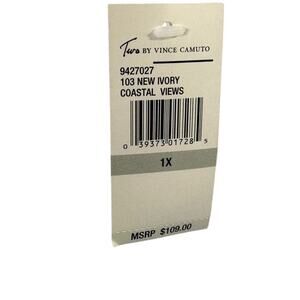 Two BY VINCE CAMUTO
9427027
103 NEW IVORY
COASTAL VIEWS
0 39373 01728 5
1X
MSRP $109.00